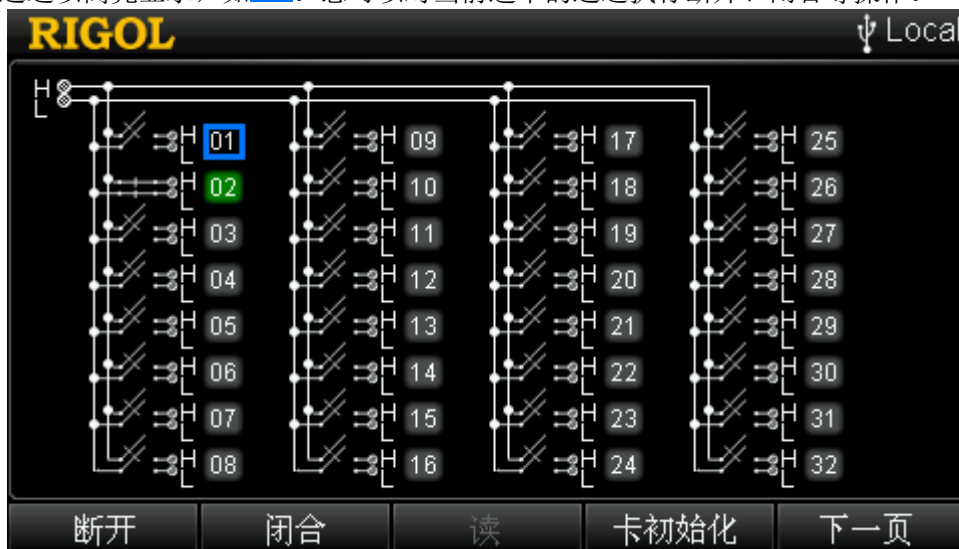 RIGOL Local
H
L
H 01 H 09 H 17 H 25
L L L L
H 02 H 10 H 18 H 26
L L L L
H 03 H 11 H 19 H 27
L L L L
H 04 H 12 H 20 H 28
L L L L
H 05 H 13 H 21 H 29
L L L L
H 06 H 14 H 22 H 30
L L L L
H 07 H 15 H 23 H 31
L L L L
H 08 H 16 H 24 H 32
L L L L
断开 闭合 读 卡初始化 下一页